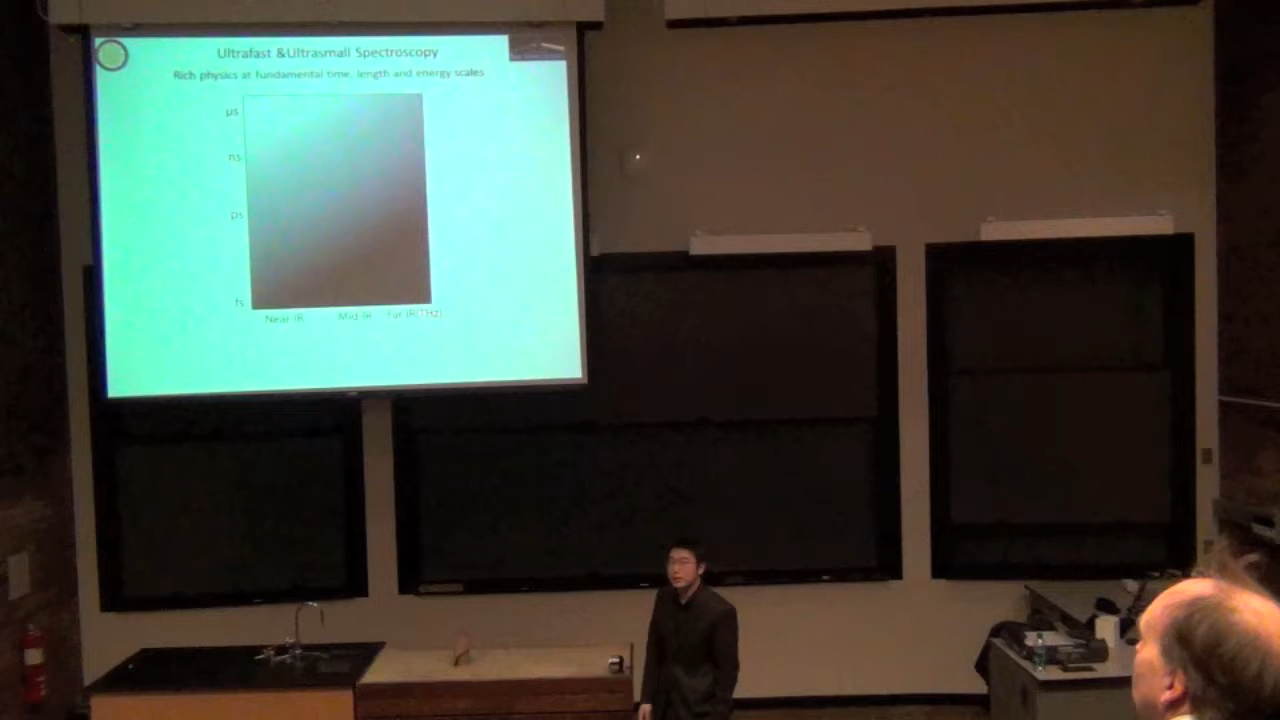 Ultrafast &Ultrasmall Spectroscopy
Rich physics at fundamental time, length and energy scales
μs
ns
ps
fs
Near IR Mid IR Far IR(THz)